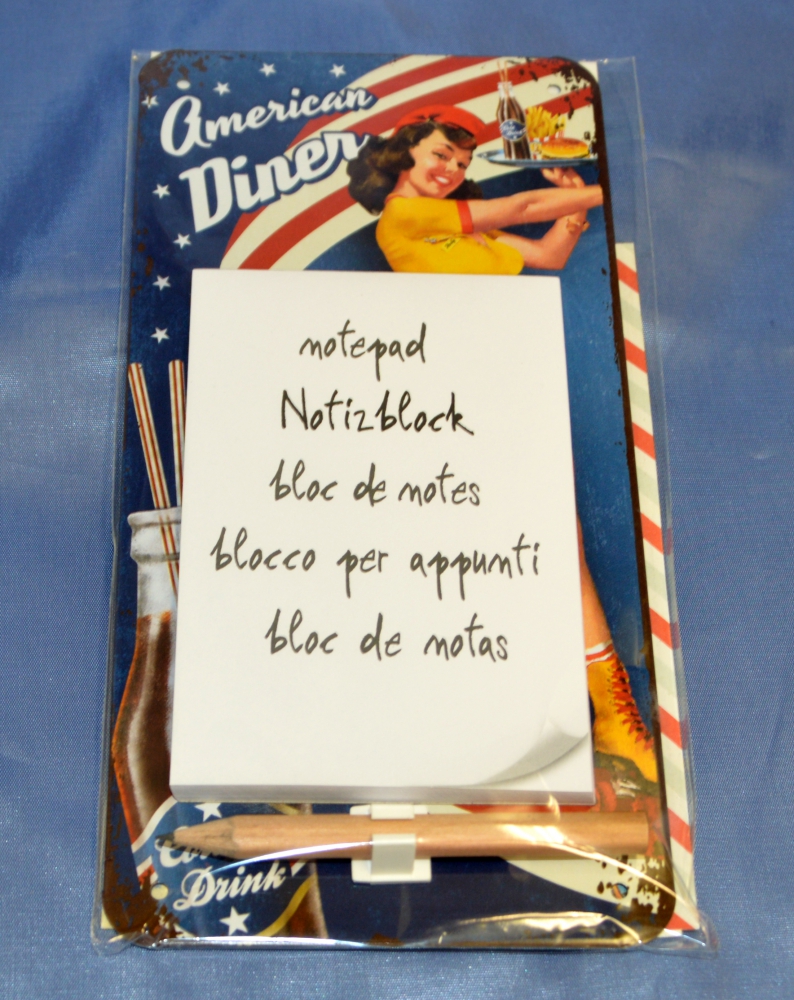 American
Diner
notepad
Notizblock
bloc de notes
blocco per appunti
bloc de notas
Drink